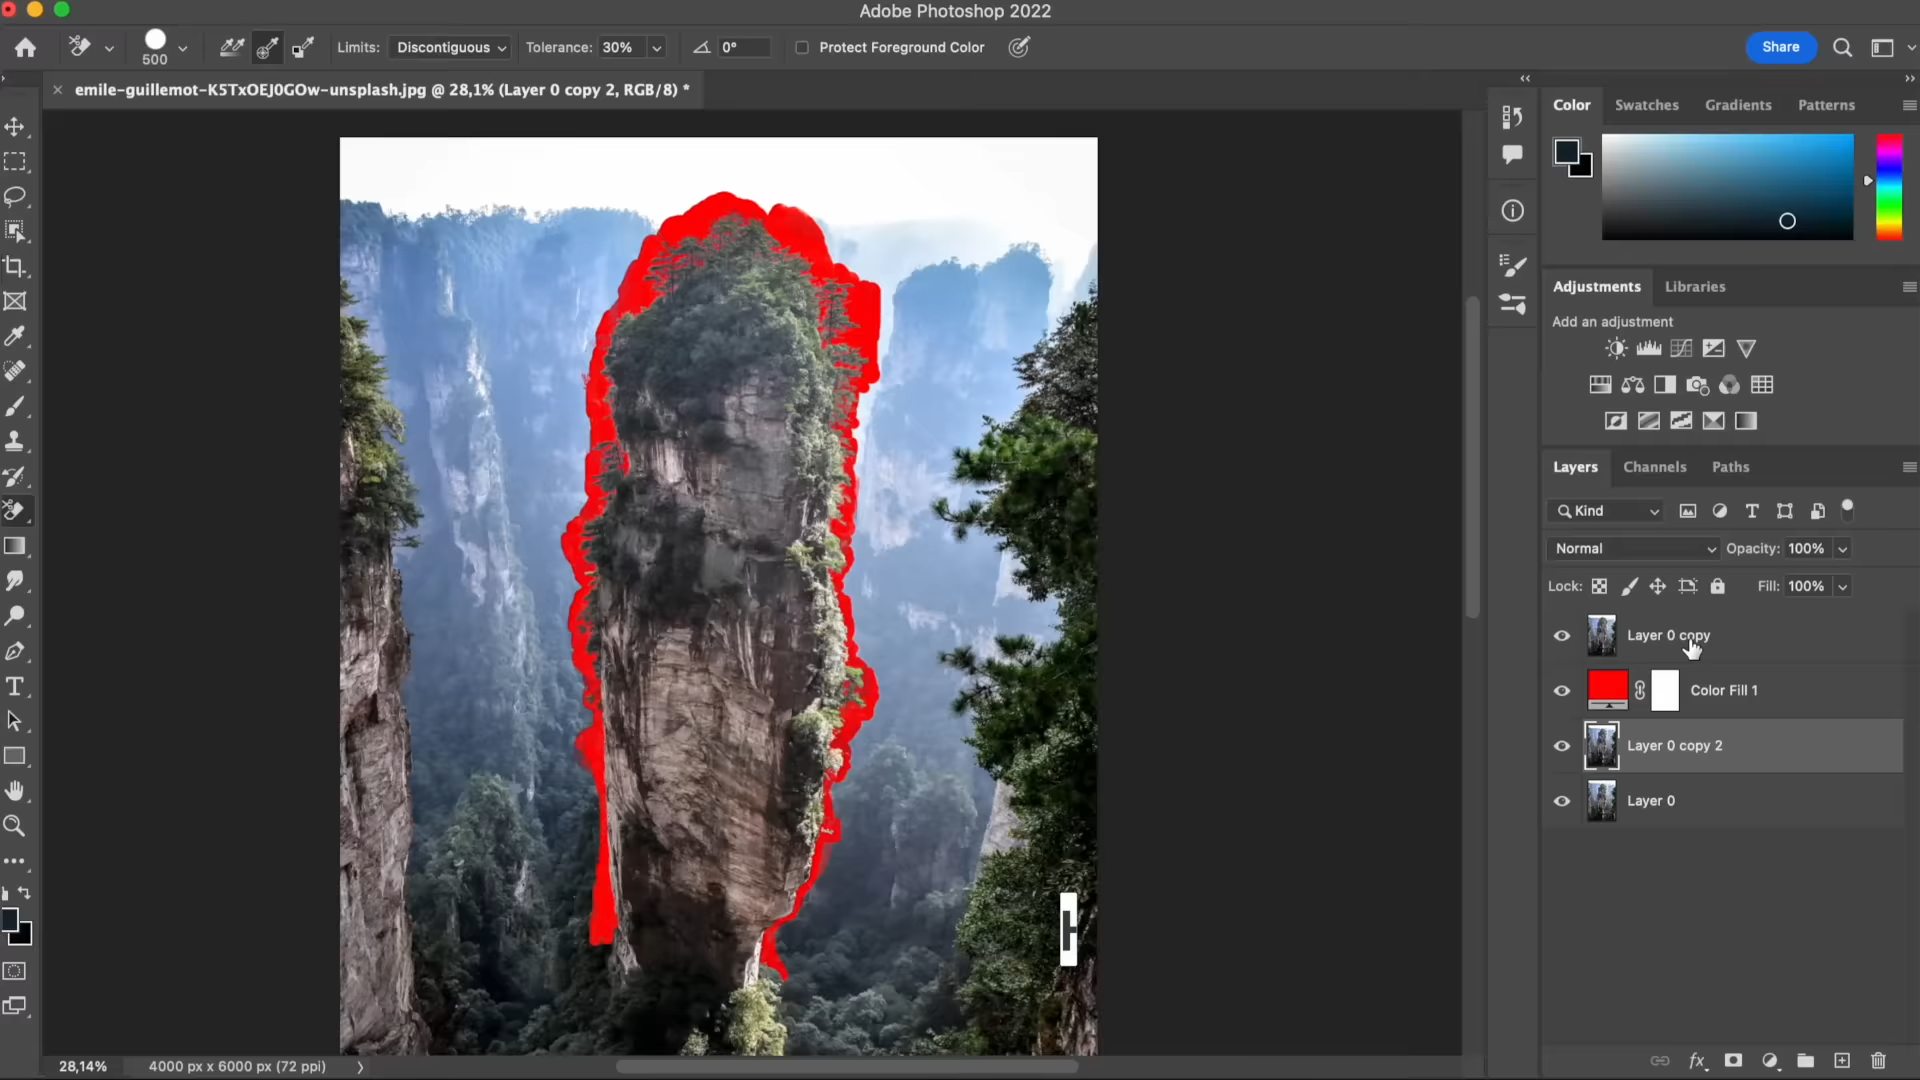 Adobe Photoshop 2022
500
Limits: Discontiguous Tolerance: 30% 0° Protect Foreground Color Share
emile-guillemot-K5TxOEJ0GOw-unsplash.jpg @ 28,1% (Layer 0 copy 2, RGB/8) *
Color Swatches Gradients Patterns
Adjustments Libraries
Add an adjustment
Layers Channels Paths
Kind
Normal Opacity: 100%
Lock: Fill: 100%
Layer 0 copy
Color Fill 1
Layer 0 copy 2
Layer 0
H
28,14% 4000 px x 6000 px (72 ppi)